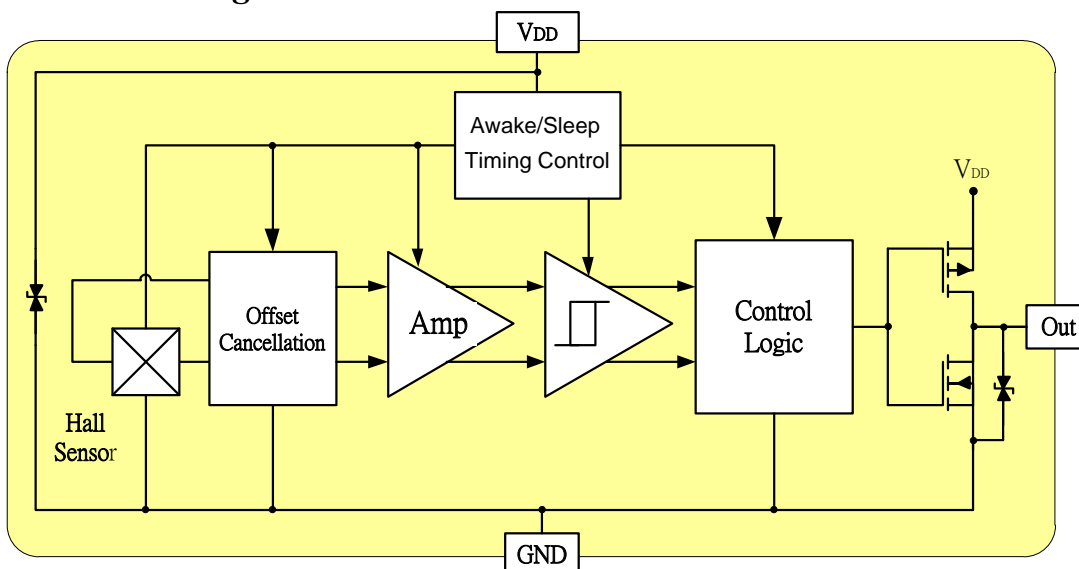 VDD
Awake/Sleep
Timing Control
VDD
Offset
Cancellation
Amp
Control
Logic
Out
Hall
Sensor
GND